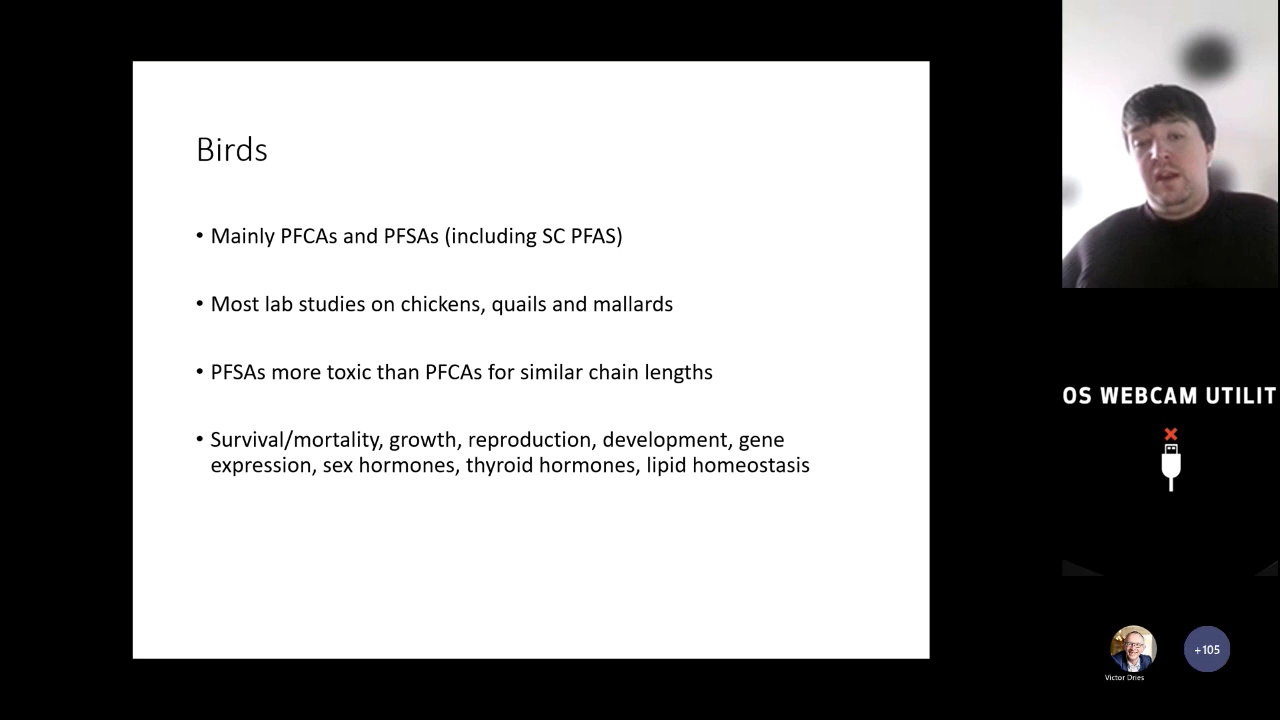 Birds
• Mainly PFCAs and PFSAs (including SC PFAS)
• Most lab studies on chickens, quails and mallards
• PFSAs more toxic than PFCAs for similar chain lengths
• Survival/mortality, growth, reproduction, development, gene
expression, sex hormones, thyroid hormones, lipid homeostasis
OS WEBCAM UTILIT
Victor Dries
+105